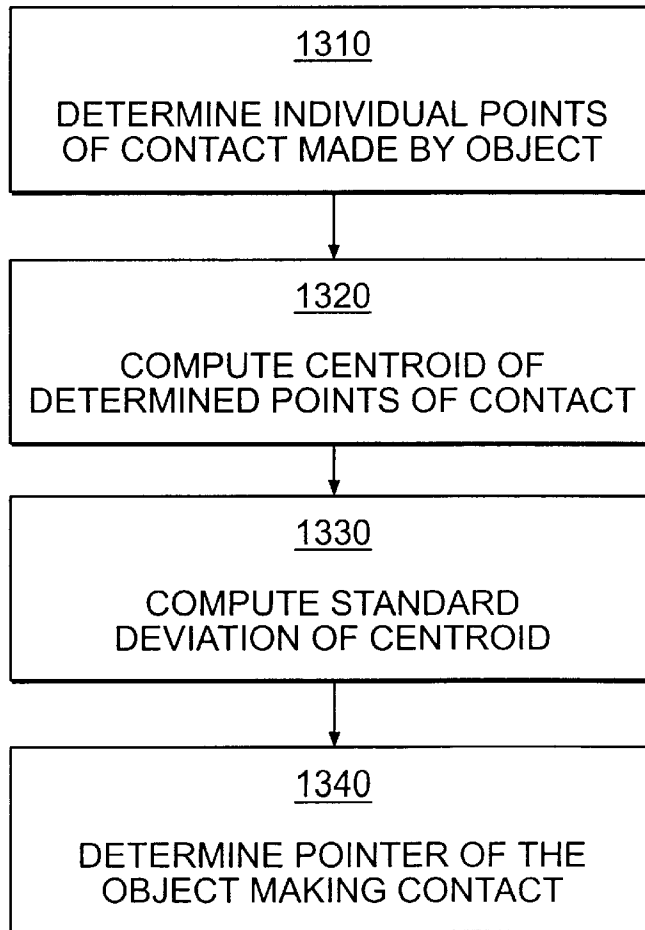 1310
DETERMINE INDIVIDUAL POINTS
OF CONTACT MADE BY OBJECT
1320
COMPUTE CENTROID OF
DETERMINED POINTS OF CONTACT
1330
COMPUTE STANDARD
DEVIATION OF CENTROID
1340
DETERMINE POINTER OF THE
OBJECT MAKING CONTACT